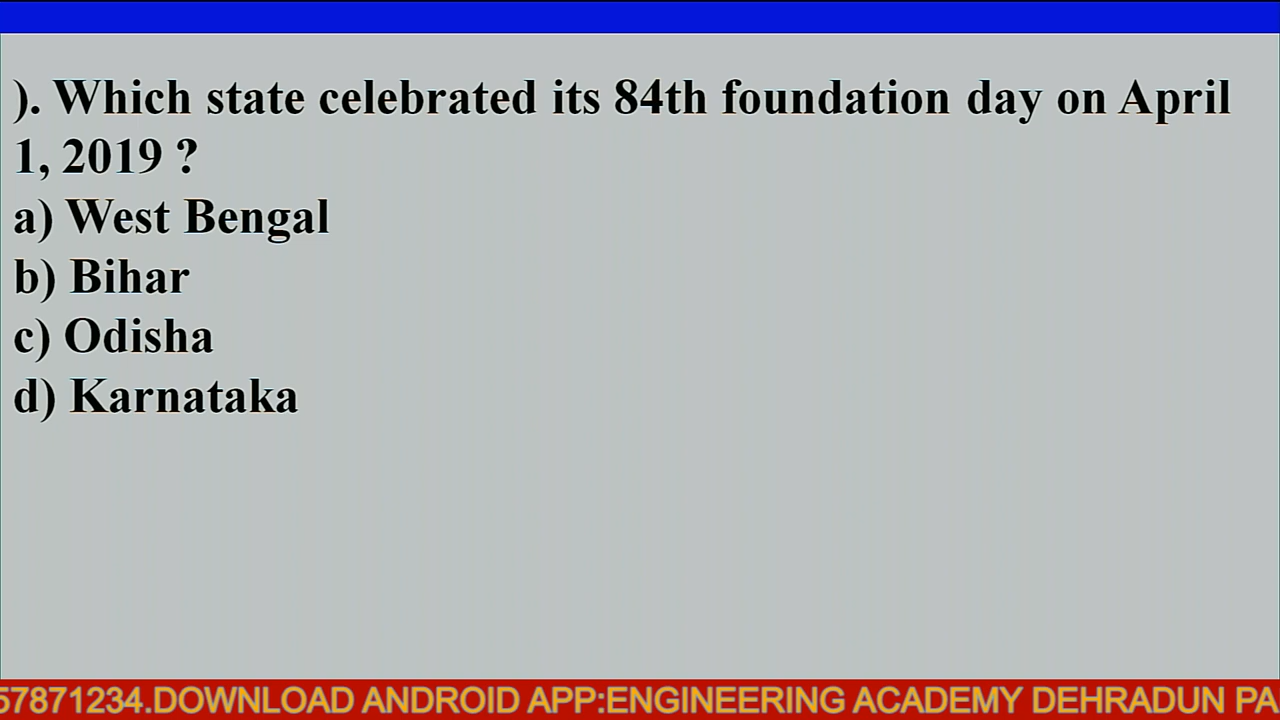 ). Which state celebrated its 84th foundation day on April
1, 2019 ?
a) West Bengal
b) Bihar
c) Odisha
d) Karnataka
57871234.DOWNLOAD ANDROID APP:ENGINEERING ACADEMY DEHRADUN PA